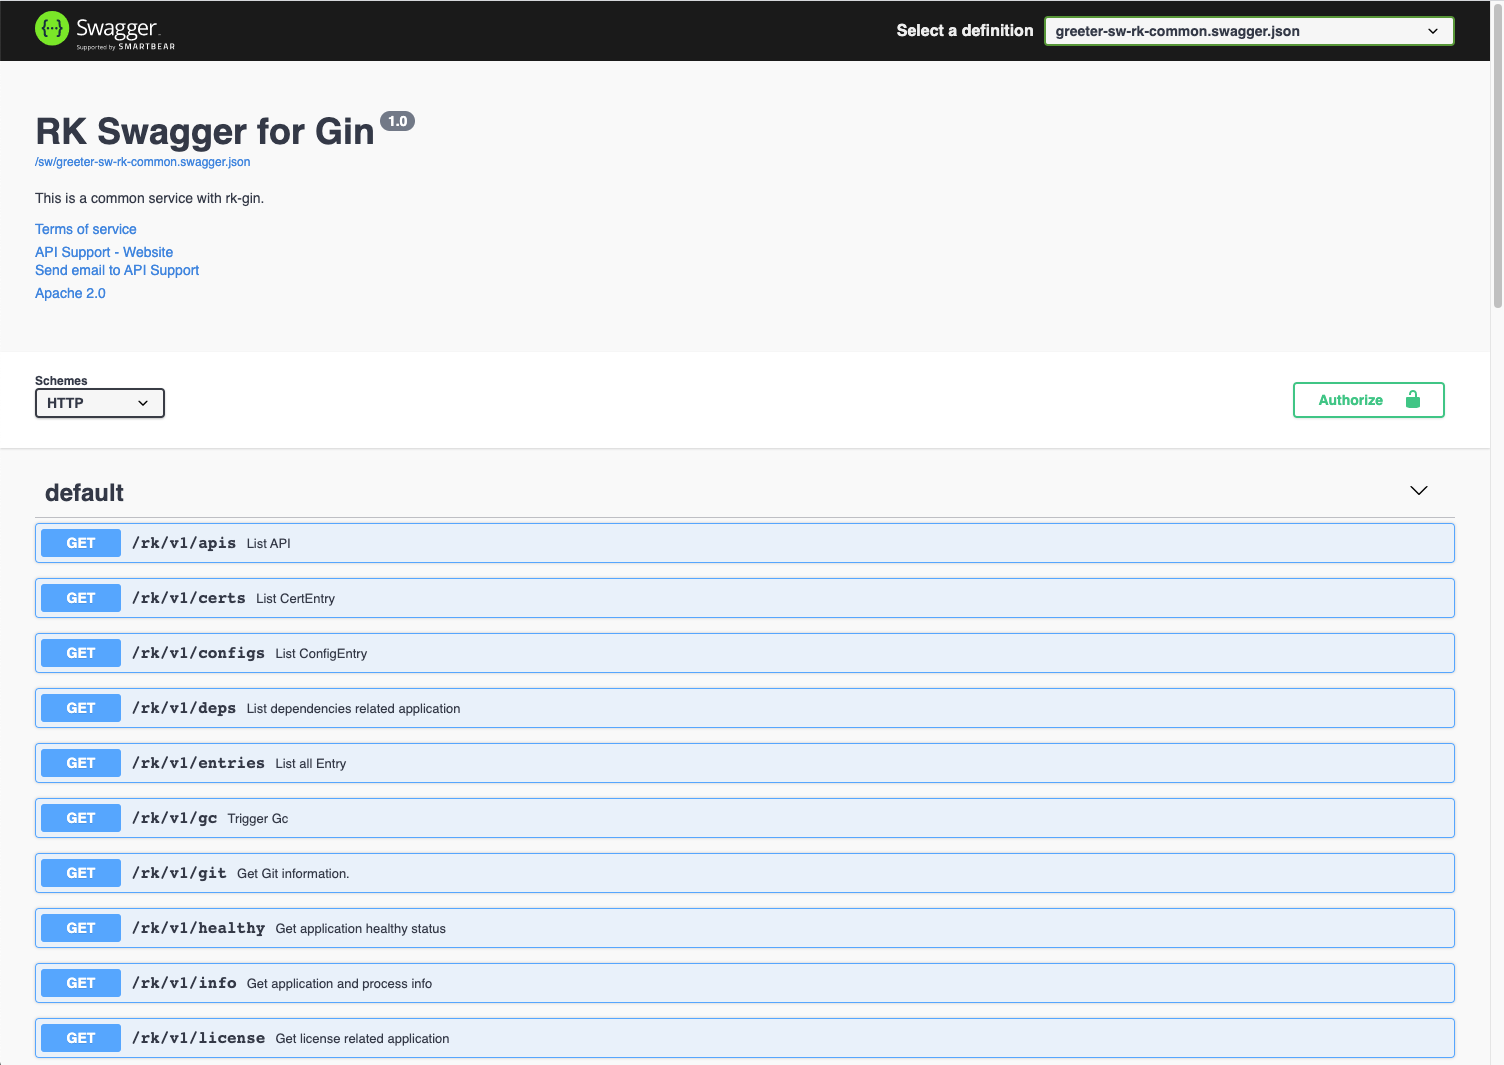 Swagger
Supported by SMARTBEAR
Select a definition
greeter-sw-rk-common.swagger.json
RK Swagger for Gin 1.0
/sw/greeter-sw-rk-common.swagger.json
This is a common service with rk-gin.
Terms of service
API Support - Website
Send email to API Support
Apache 2.0
Schemes
HTTP
Authorize
default
GET /rk/v1/apis List API
GET /rk/v1/certs List CertEntry
GET /rk/v1/configs List ConfigEntry
GET /rk/v1/deps List dependencies related application
GET /rk/v1/entries List all Entry
GET /rk/v1/gc Trigger Gc
GET /rk/v1/git Get Git information.
GET /rk/v1/healthy Get application healthy status
GET /rk/v1/info Get application and process info
GET /rk/v1/license Get license related application